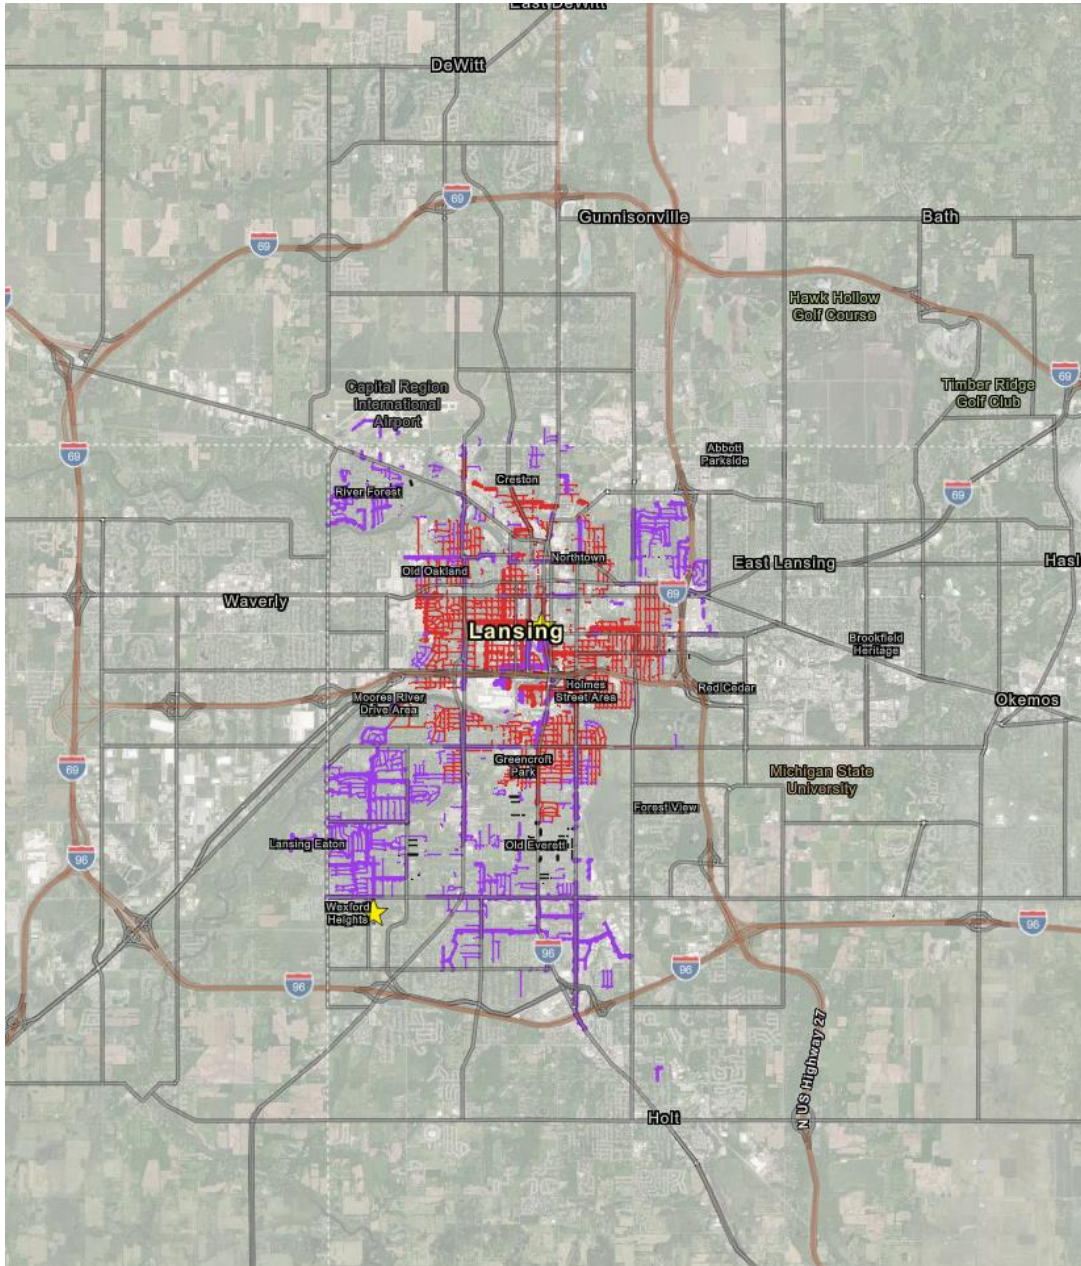 East DeWitt
DeWitt
69
Gunnisonville
Bath
69
Hawk Hollow
Golf Course
69
Timber Ridge
Golf Club
Capital Region
International
Airport
69
Abbott
Parkside
Creston
River Forest
69
Northtown
East Lansing
Old Oakland
69
Waverly
Lansing
Brookfield
Heritage
Holmes
Street Area
Red Cedar
Moores River
Drive Area
Okemos
Greencroft
Park
69
Michigan State
University
Forest View
Lansing Eaton
Old Everett
96
Wexford
Heights
96
96
96
96
N US Highway 27
Holt